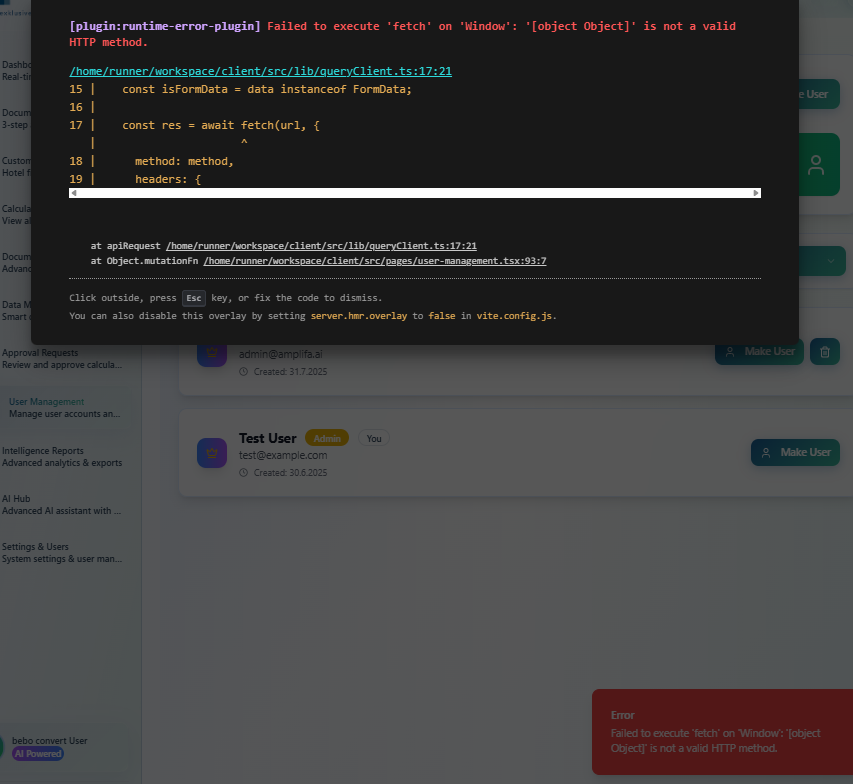 [plugin:runtime-error-plugin] Failed to execute 'fetch' on 'Window': '[object Object]' is not a valid
HTTP method.
/home/runner/workspace/client/src/lib/queryClient.ts:17:21
15 |    const isFormData = data instanceof FormData;
16 |
17 |    const res = await fetch(url, {
   |                      ^
18 |      method: method,
19 |      headers: {
at apiRequest /home/runner/workspace/client/src/lib/queryClient.ts:17:21
at Object.mutationFn /home/runner/workspace/client/src/pages/user-management.tsx:93:7
Click outside, press Esc key, or fix the code to dismiss.
You can also disable this overlay by setting server.hmr.overlay to false in vite.config.js.
Dashbo
Real-tim
Docum
3-step
Custom
Hotel f
Calcula
View al
Docum
Advanc
Data M
Smart c
Approval Requests
Review and approve calcula...
User Management
Manage user accounts an...
Intelligence Reports
Advanced analytics & exports
AI Hub
Advanced AI assistant with ...
Settings & Users
System settings & user man...
bebo convert User
AI Powered
e User
admin@amplifa.ai
Created: 31.7.2025
Make User
Test User Admin You
test@example.com
Created: 30.6.2025
Make User
Error
Failed to execute 'fetch' on 'Window': '[object
Object]' is not a valid HTTP method.